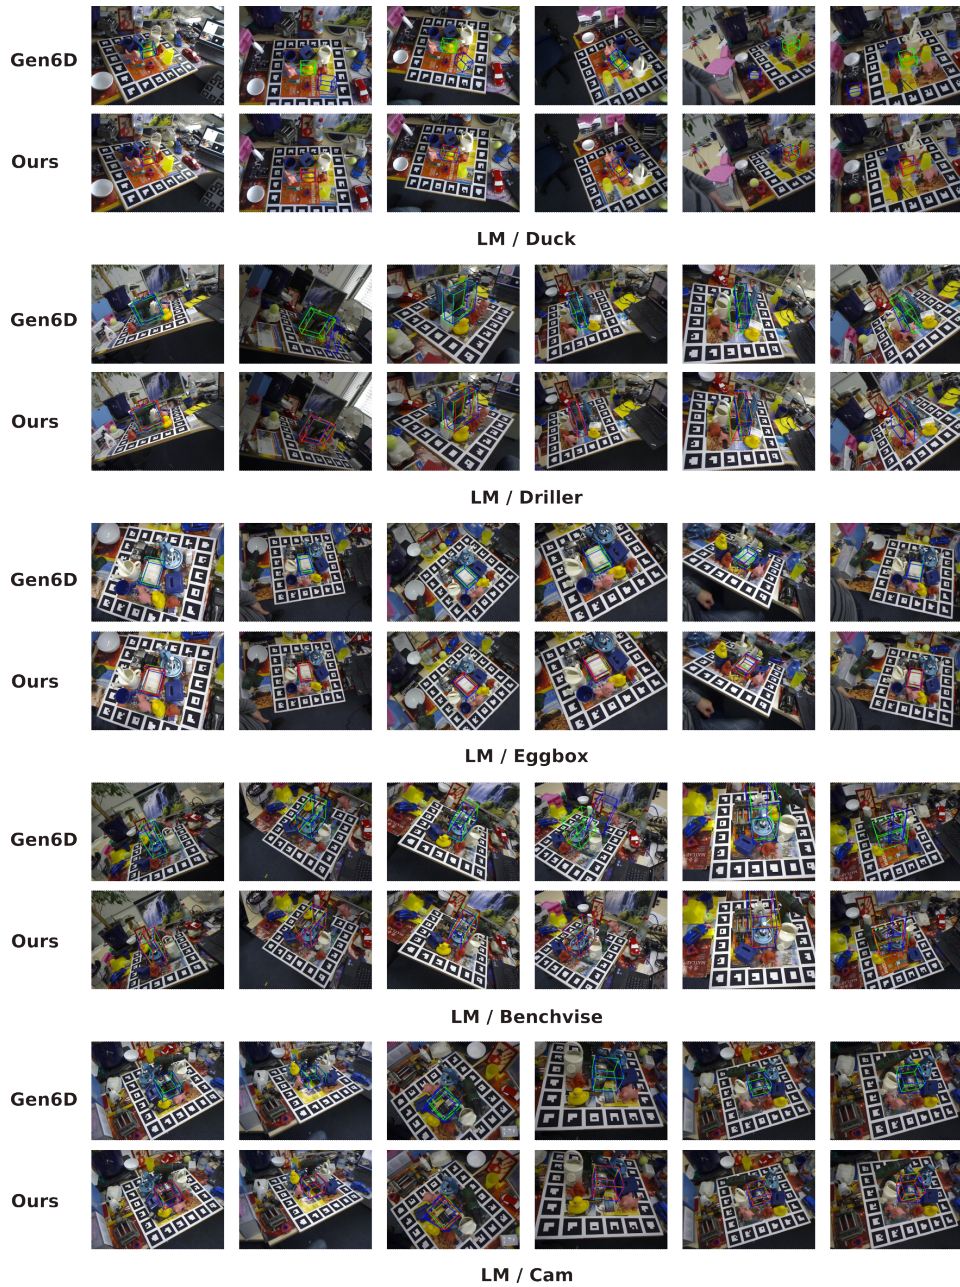 Gen6D
Ours
LM / Duck
Gen6D
Ours
LM / Driller
Gen6D
Ours
LM / Eggbox
Gen6D
Ours
LM / Benchvise
Gen6D
Ours
LM / Cam